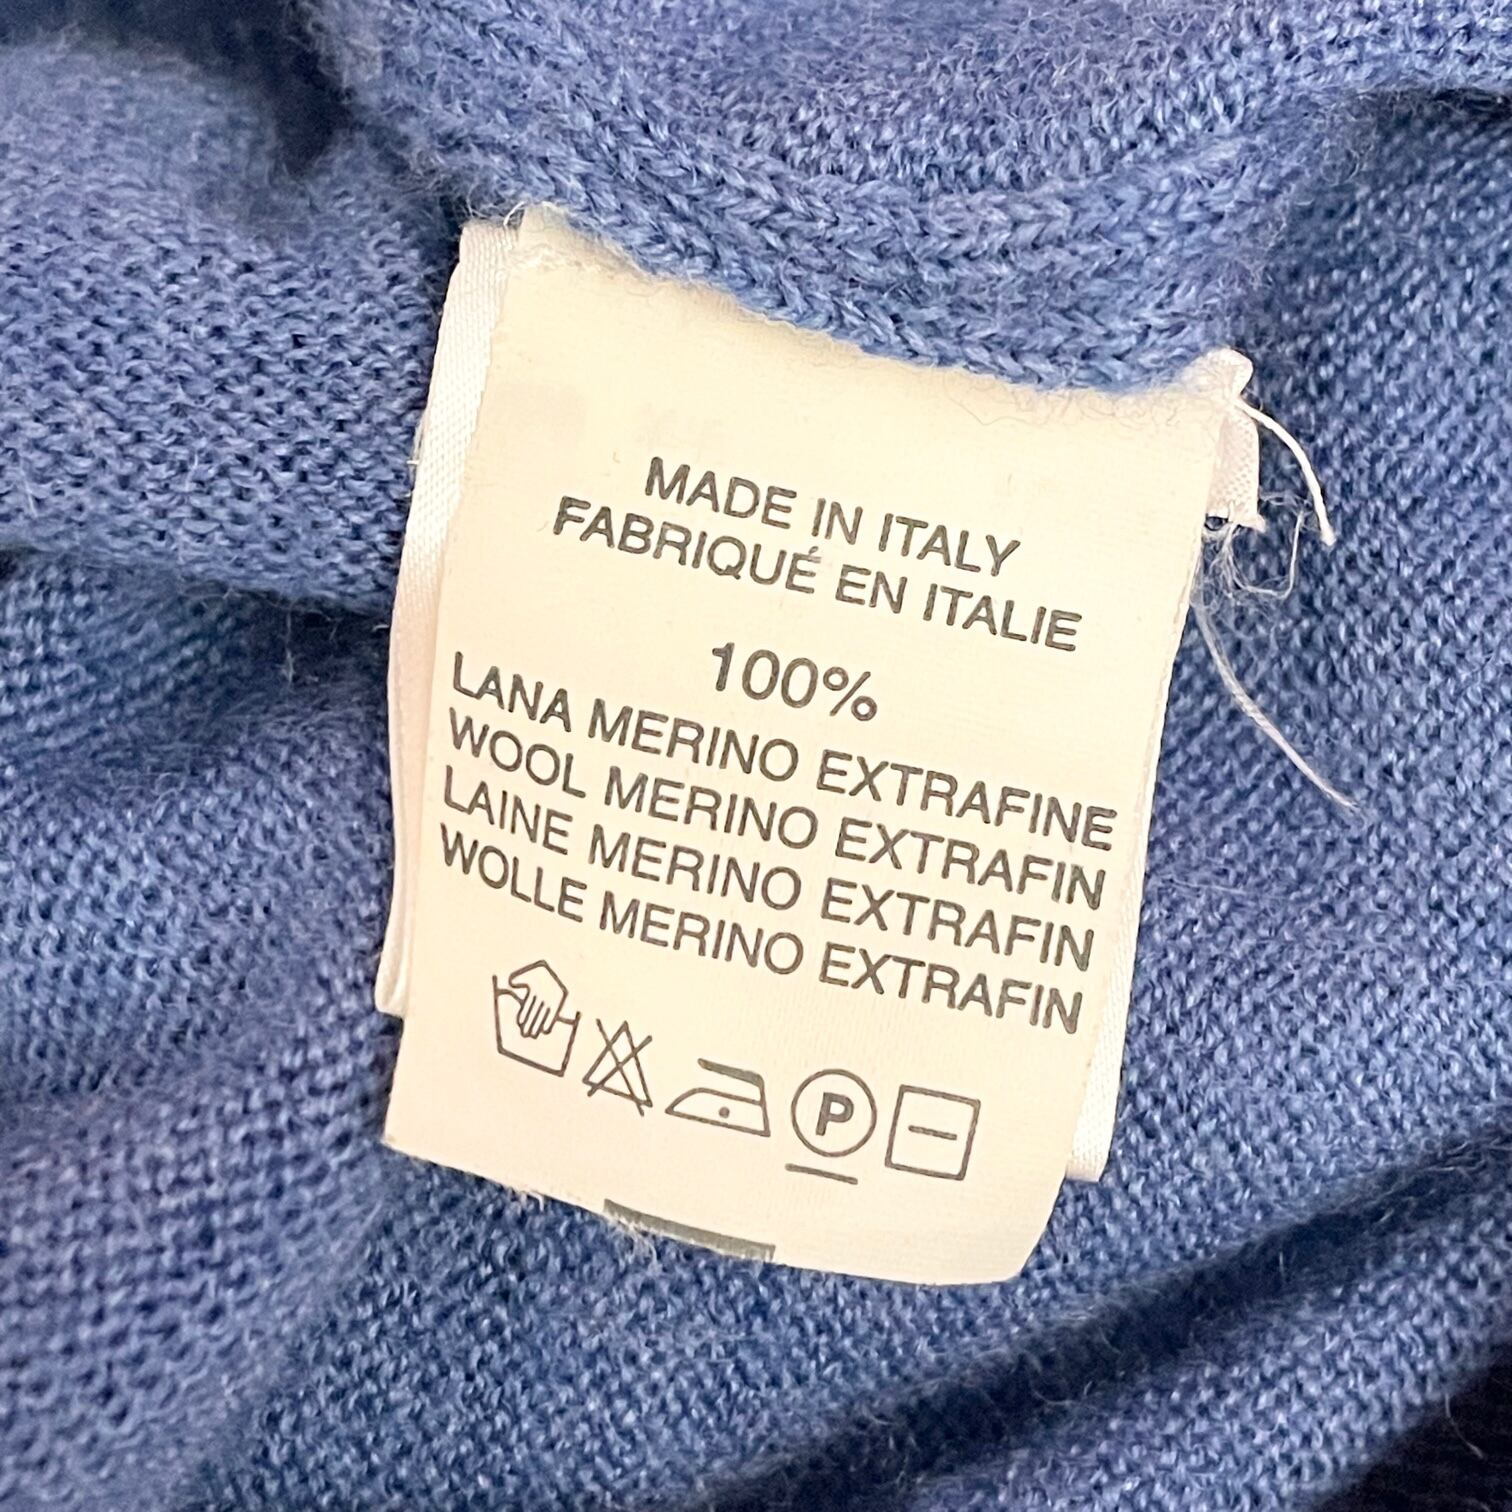 MADE IN ITALY
FABRIQUÉ EN ITALIE
100%
LANA MERINO EXTRAFINE
WOOL MERINO EXTRAFIN
LAINE MERINO EXTRAFIN
WOLLE MERINO EXTRAFIN
P